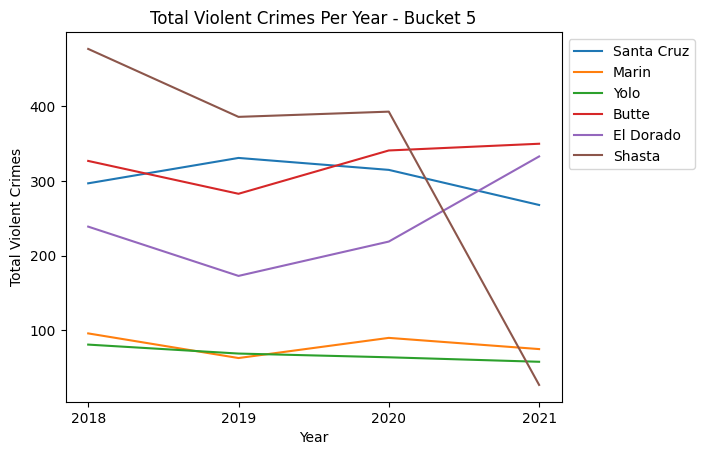 Total Violent Crimes Per Year - Bucket 5
Santa Cruz
Marin
Yolo
Butte
El Dorado
Shasta
Total Violent Crimes
400
300
200
100
2018 2019 2020 2021
Year